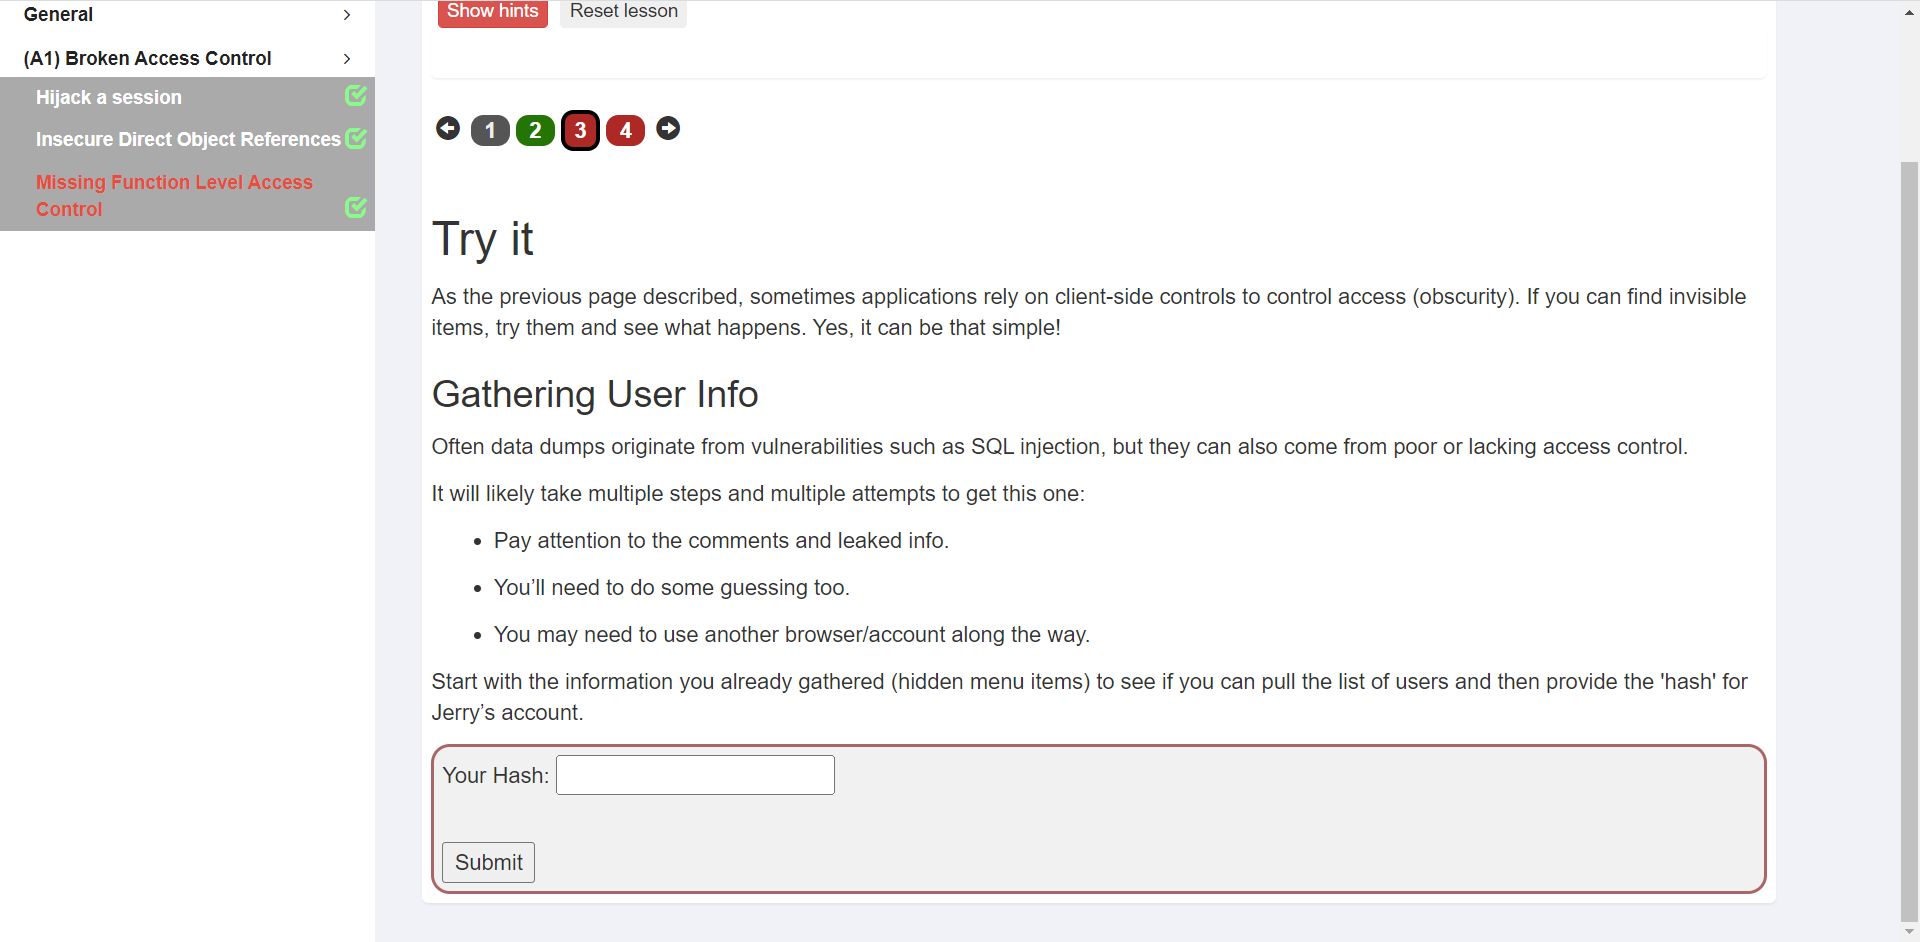 General
(A1) Broken Access Control
Hijack a session
Insecure Direct Object References
Missing Function Level Access
Control
Show hints
Reset lesson
1
2
3
4
Try it
As the previous page described, sometimes applications rely on client-side controls to control access (obscurity). If you can find invisible
items, try them and see what happens. Yes, it can be that simple!
Gathering User Info
Often data dumps originate from vulnerabilities such as SQL injection, but they can also come from poor or lacking access control.
It will likely take multiple steps and multiple attempts to get this one:
Pay attention to the comments and leaked info.
You’ll need to do some guessing too.
You may need to use another browser/account along the way.
Start with the information you already gathered (hidden menu items) to see if you can pull the list of users and then provide the 'hash' for
Jerry’s account.
Your Hash:
Submit